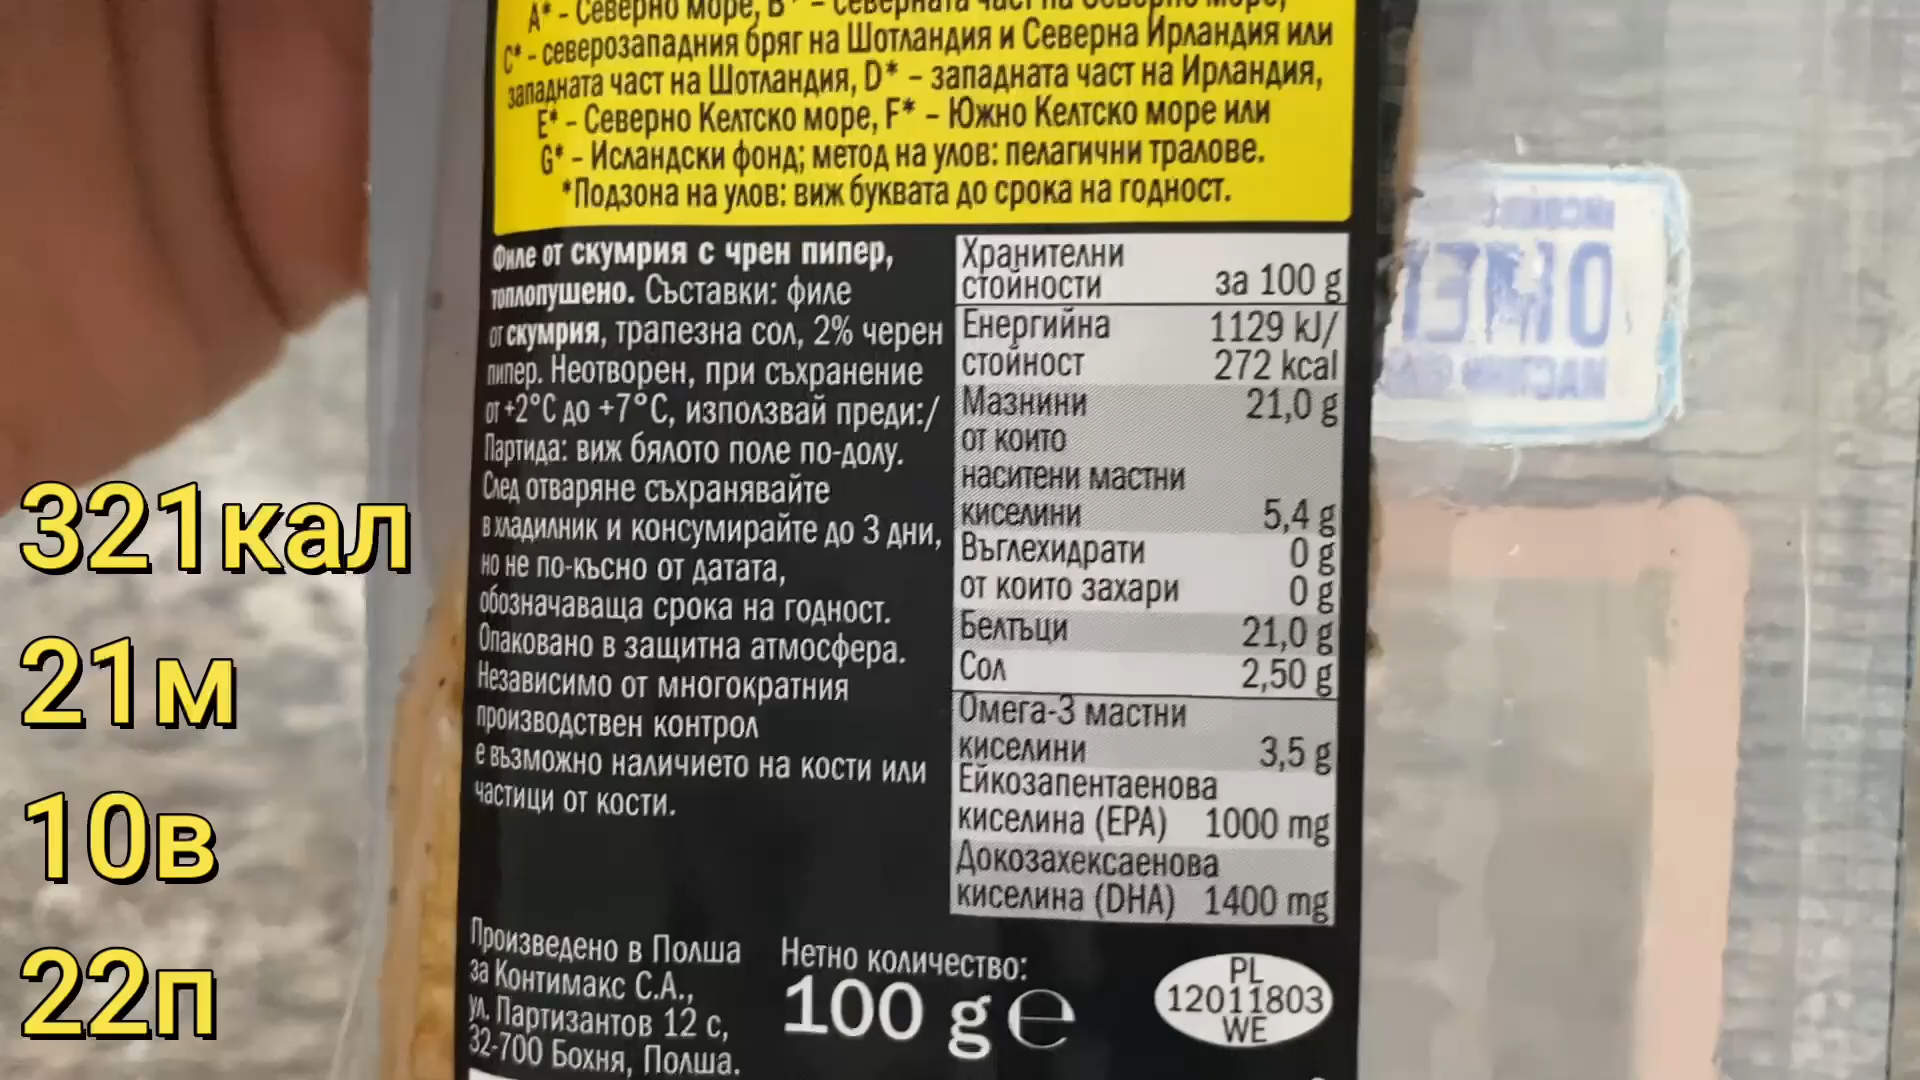 A* - Северно море, B* - Северната част на Северно море,
C* - северозападния бряг на Шотландия и Северна Ирландия или
западната част на Шотландия, D* - западната част на Ирландия,
E* - Северно Келтско море, F* - Южно Келтско море или
G* - Исландски фонд; метод на улов: пелагични тралове.
*Подзона на улов: виж буквата до срока на годност.
Филе от скумрия с чрен пипер,
топлопушено. Съставки: филе
от скумрия, трапезна сол, 2% черен
пипер. Неотворен, при съхранение
от +2°C до +7°C, използвай преди:/
Партида: виж бялото поле по-долу.
След отваряне съхранявайте
в хладилник и консумирайте до 3 дни,
но не по-късно от датата,
обозначаваща срока на годност.
Опаковано в защитна атмосфера.
Независимо от многократния
производствен контрол
е възможно наличието на кости или
частици от кости.
Хранителни
стойности за 100 g
Енергийна 1129 kJ/
стойност 272 kcal
Мазнини 21,0 g
от които
наситени мастни
киселини 5,4 g
Въглехидрати 0 g
от които захари 0 g
Белтъци 21,0 g
Сол 2,50 g
Омега-3 мастни
киселини 3,5 g
Ейкозапентаенова
киселина (EPA) 1000 mg
Докозахексаенова
киселина (DHA) 1400 mg
Произведено в Полша
за Контимакс С.А.,
ул. Партизантов 12 с,
32-700 Бохня, Полша.
Нетно количество:
100 g e
PL
12011803
WE
321кал
21м
10в
22п